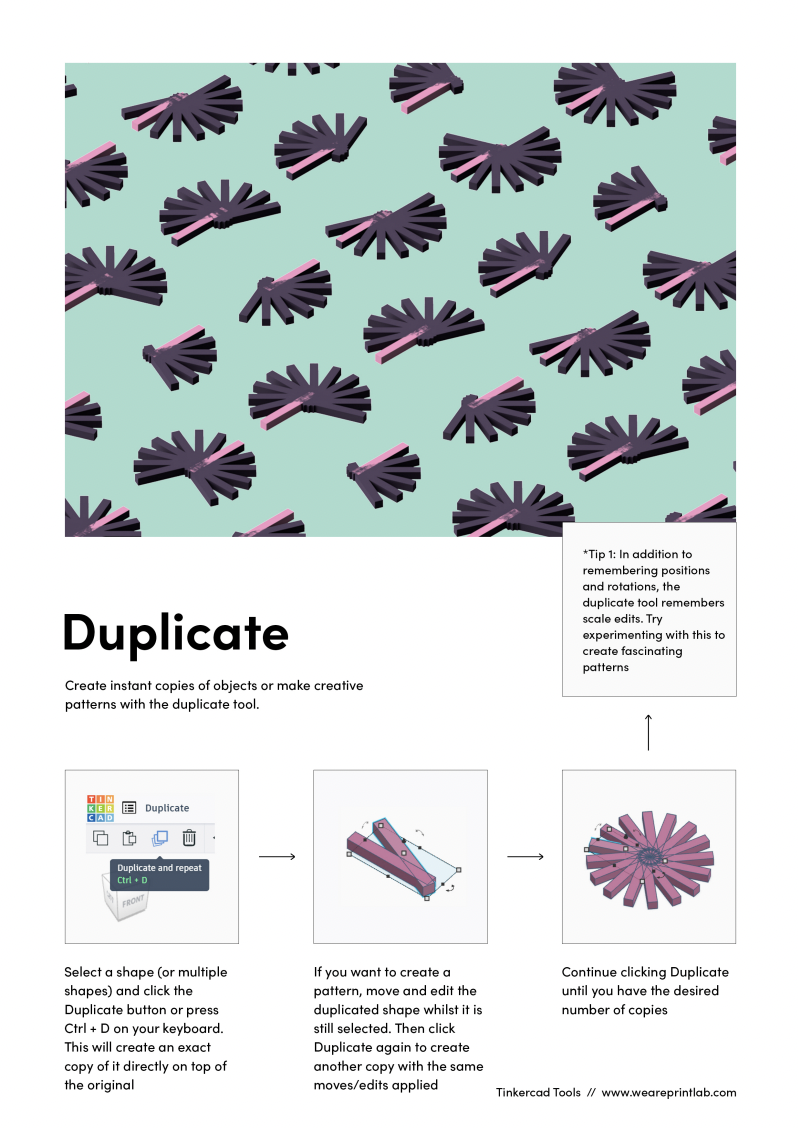 *Tip 1: In addition to
remembering positions
and rotations, the
duplicate tool remembers
scale edits. Try
experimenting with this to
create fascinating
patterns
Duplicate
Create instant copies of objects or make creative
patterns with the duplicate tool.
TIN
KER
CAD
Duplicate
Duplicate and repeat
Ctrl + D
FRONT
Select a shape (or multiple
shapes) and click the
Duplicate button or press
Ctrl + D on your keyboard.
This will create an exact
copy of it directly on top of
the original
If you want to create a
pattern, move and edit the
duplicated shape whilst it is
still selected. Then click
Duplicate again to create
another copy with the same
moves/edits applied
Continue clicking Duplicate
until you have the desired
number of copies
Tinkercad Tools // www.weareprintlab.com